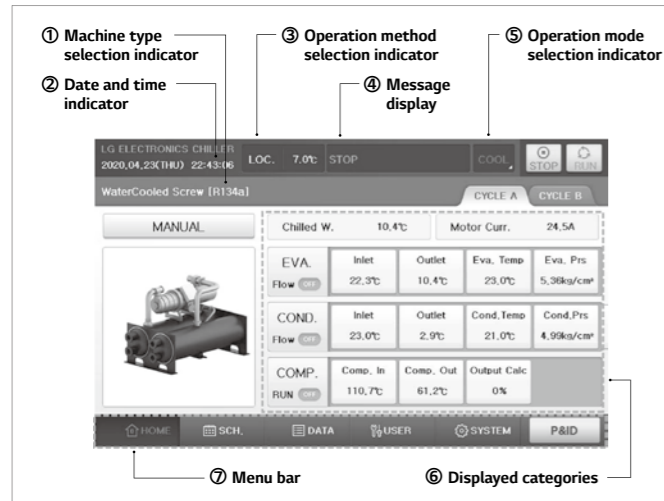 ① Machine type
selection indicator
② Date and time
indicator
③ Operation method
selection indicator
④ Message
display
⑤ Operation mode
selection indicator
LG ELECTRONICS CHILLER
2020.04.23(THU) 22:43:06
LOC. 7.0℃ STOP COOL STOP RUN
WaterCooled Screw [R134a]
CYCLE A CYCLE B
MANUAL
Chilled W. 10.4℃ Motor Curr. 24.5A
EVA. Inlet Outlet Eva. Temp Eva. Prs
Flow OFF 22.3℃ 10.4℃ 23.0℃ 5.36kg/cm²
COND. Inlet Outlet Cond.Temp Cond.Prs
Flow OFF 23.0℃ 2.9℃ 21.0℃ 4.99kg/cm²
COMP. Comp. In Comp. Out Output Calc
RUN OFF 110.7℃ 61.2℃ 0%
HOME SCH. DATA USER SYSTEM P&ID
⑦ Menu bar
⑥ Displayed categories